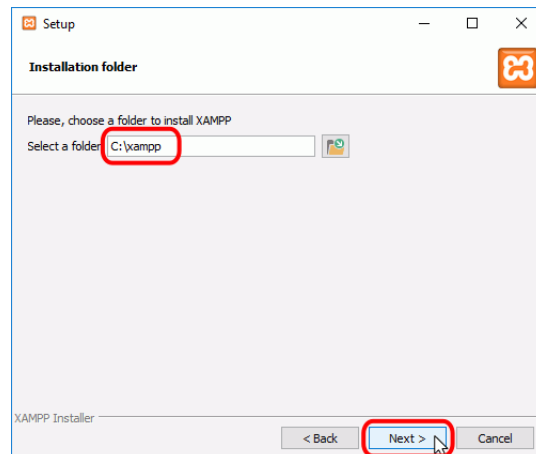 Setup
Installation folder
Please, choose a folder to install XAMPP
Select a folder C:\xampp
XAMPP Installer
< Back Next > Cancel